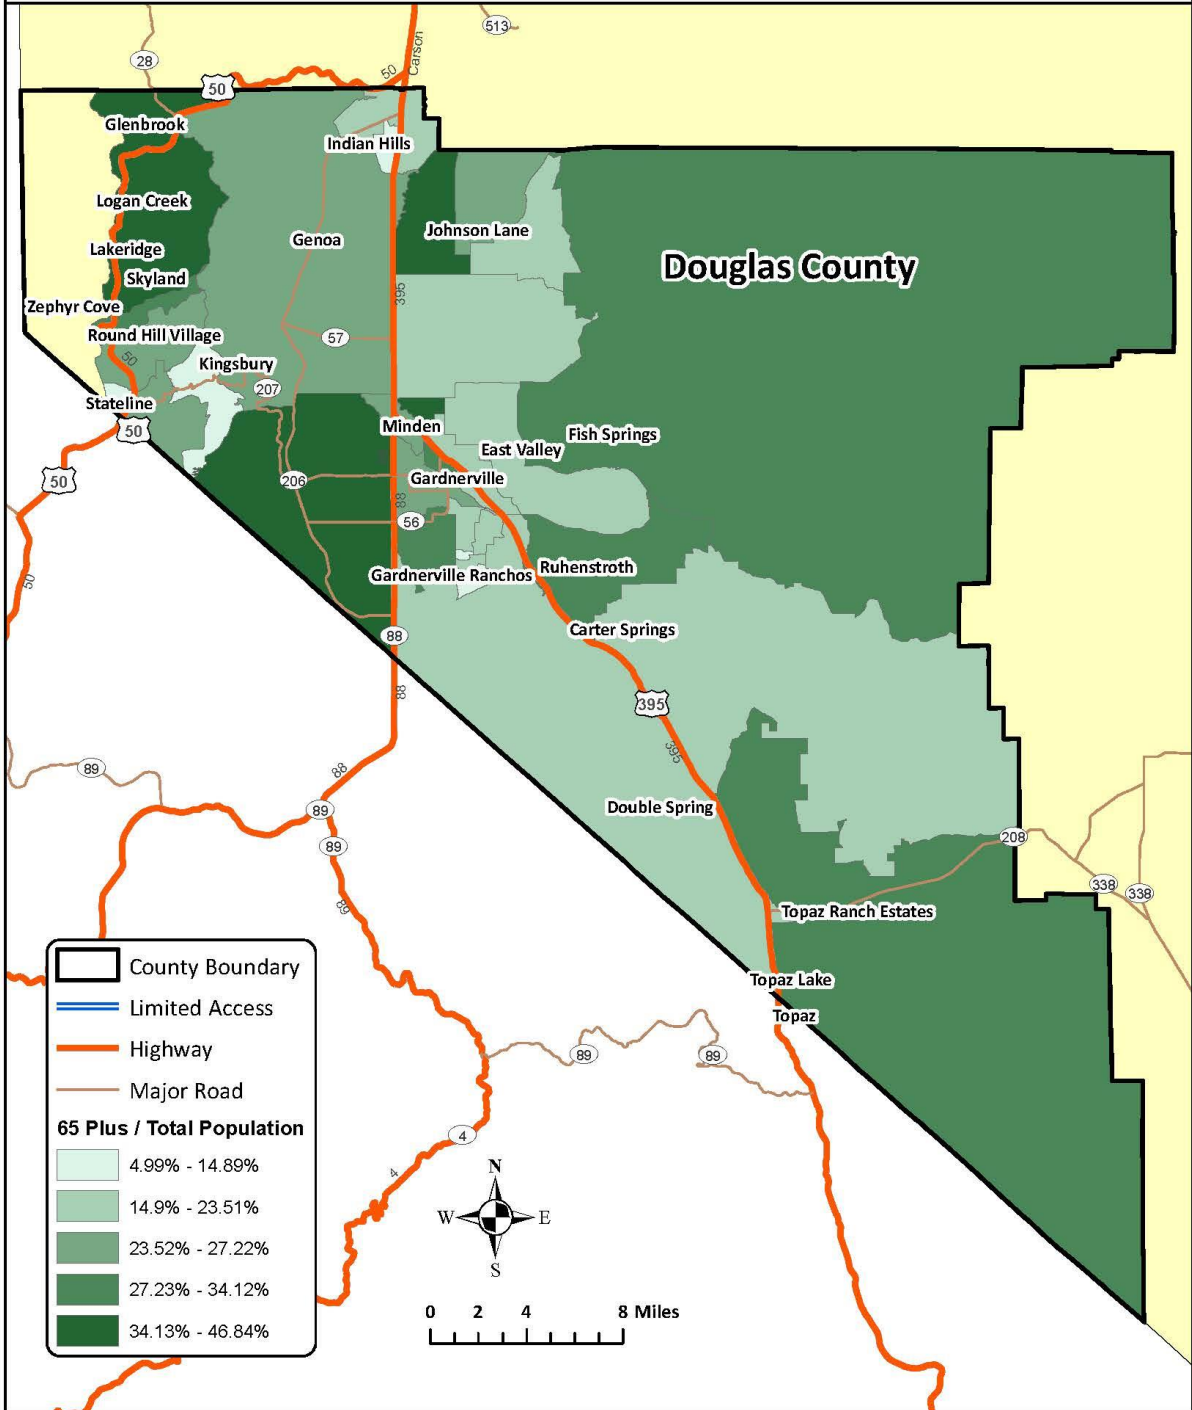 513
28
50
Carson
50
Glenbrook
Indian Hills
Logan Creek
Johnson Lane
Genoa
Lakeridge
Douglas County
Skyland
395
Zephyr Cove
Round Hill Village
57
50
Kingsbury
207
Stateline
50
Minden
Fish Springs
East Valley
50
206
Gardnerville
88
56
Ruhenstroth
Gardnerville Ranchos
50
Carter Springs
88
88
395
395
89
88
Double Spring
89
208
89
338
338
89
Topaz Ranch Estates
Topaz Lake
Topaz
89
89
4
4
County Boundary
Limited Access
Highway
Major Road
65 Plus / Total Population
4.99% - 14.89%
14.9% - 23.51%
23.52% - 27.22%
27.23% - 34.12%
34.13% - 46.84%
N
W E
S
0 2 4 8 Miles